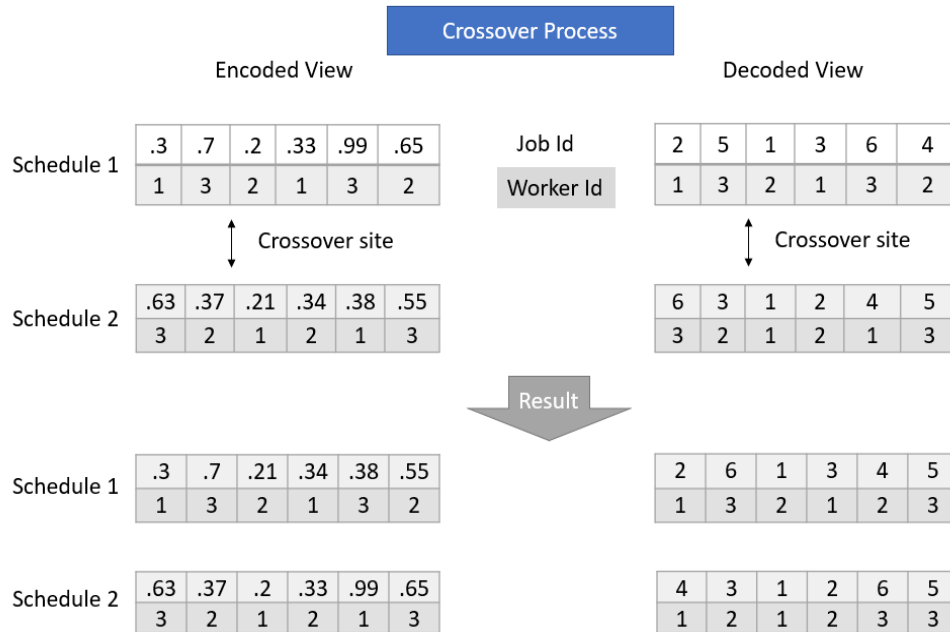 Crossover Process
Encoded View
Decoded View
Schedule 1
.3 .7 .2 .33 .99 .65
1 3 2 1 3 2
Job Id
Worker Id
2 5 1 3 6 4
1 3 2 1 3 2
Crossover site
Crossover site
Schedule 2
.63 .37 .21 .34 .38 .55
3 2 1 2 1 3
6 3 1 2 4 5
3 2 1 2 1 3
Result
Schedule 1
.3 .7 .21 .34 .38 .55
1 3 2 1 3 2
2 6 1 3 4 5
1 3 2 1 2 3
Schedule 2
.63 .37 .2 .33 .99 .65
3 2 1 2 1 3
4 3 1 2 6 5
1 2 1 2 3 3